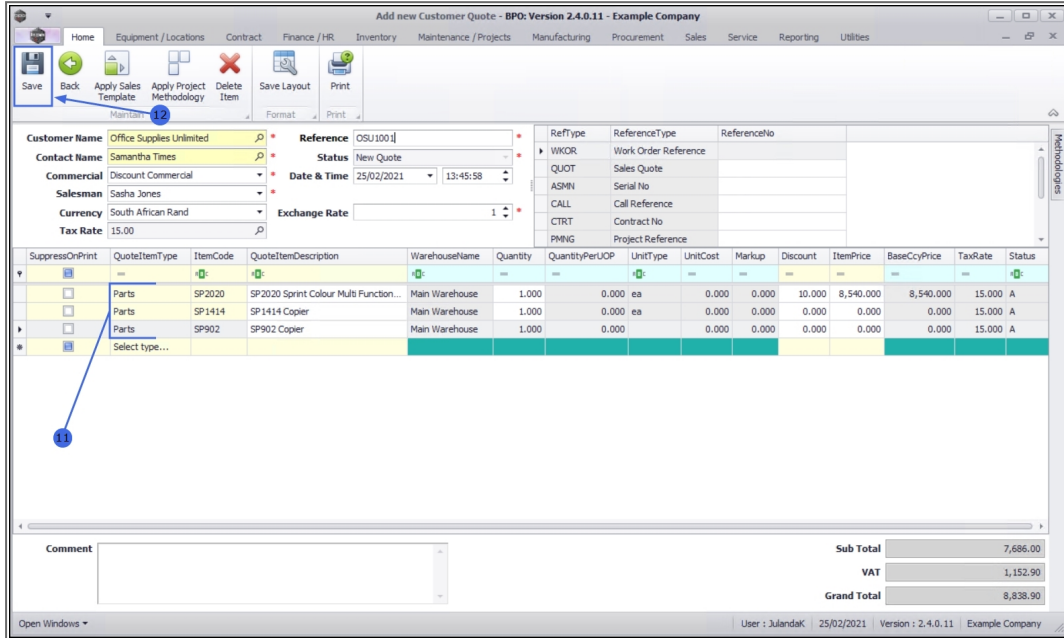 Add new Customer Quote - BPO: Version 2.4.0.11 - Example Company
Home Equipment / Locations Contract Finance / HR Inventory Maintenance / Projects Manufacturing Procurement Sales Service Reporting Utilities
Save Back Apply Sales Template Apply Project Methodology Delete Item Save Layout Print
Maintain Format Print
12
Customer Name Office Supplies Unlimited * Reference OSU1001 *
Contact Name Samantha Times * Status New Quote *
Commercial Discount Commercial * Date & Time 25/02/2021 13:45:58
Salesman Sasha Jones *
Currency South African Rand Exchange Rate 1 *
Tax Rate 15.00
RefType ReferenceType ReferenceNo
WKOR Work Order Reference
QUOT Sales Quote
ASMN Serial No
CALL Call Reference
CTRT Contract No
PMNG Project Reference
Methodologies
SuppressOnPrint QuoteItemType ItemCode QuoteItemDescription WarehouseName Quantity QuantityPerUOP UnitType UnitCost Markup Discount ItemPrice BaseCcyPrice TaxRate Status
Parts SP2020 SP2020 Sprint Colour Multi Function... Main Warehouse 1.000 0.000 ea 0.000 0.000 10.000 8,540.000 8,540.000 15.000 A
Parts SP1414 SP1414 Copier Main Warehouse 1.000 0.000 ea 0.000 0.000 0.000 0.000 0.000 15.000 A
Parts SP902 SP902 Copier Main Warehouse 1.000 0.000 0.000 0.000 0.000 0.000 0.000 15.000 A
Select type...
11
Comment
Sub Total 7,686.00
VAT 1,152.90
Grand Total 8,838.90
Open Windows User : JulandaK 25/02/2021 Version : 2.4.0.11 Example Company